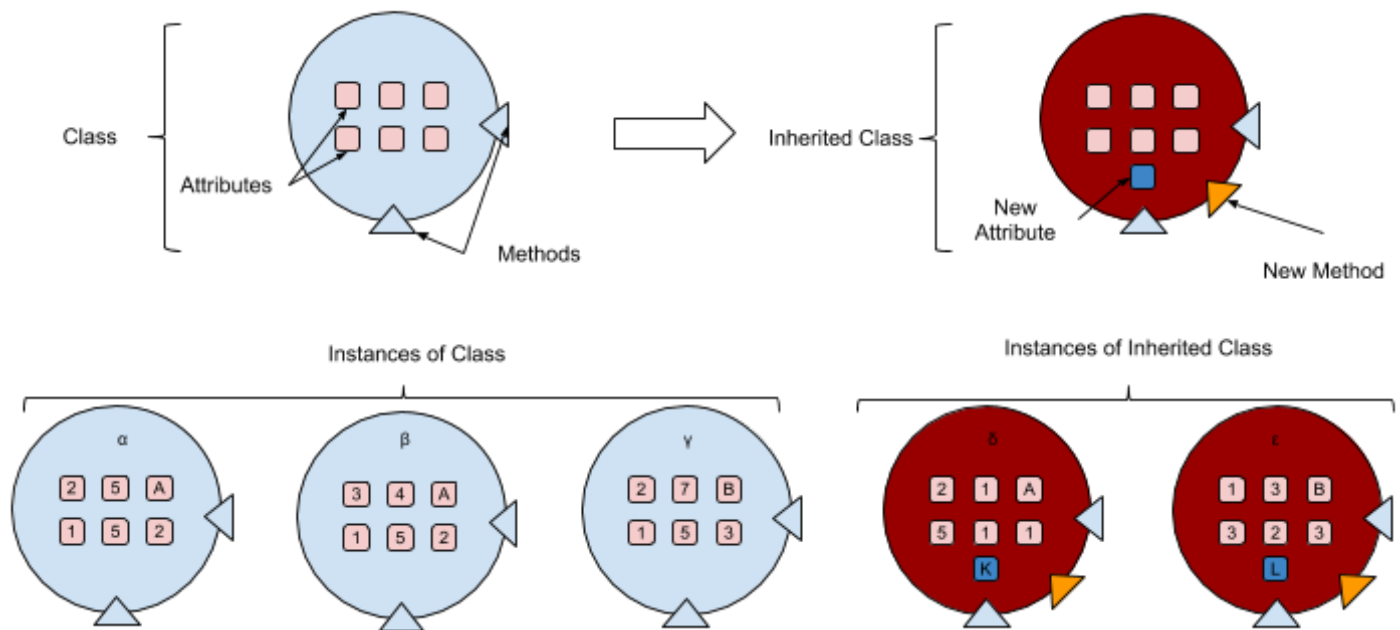 Class
Attributes
Methods
Inherited Class
New
Attribute
New Method
Instances of Class
Instances of Inherited Class
α
2 5 A
1 5 2
β
3 4 A
1 5 2
γ
2 7 B
1 5 3
δ
2 1 A
5 1 1
K
ε
1 3 B
3 2 3
L